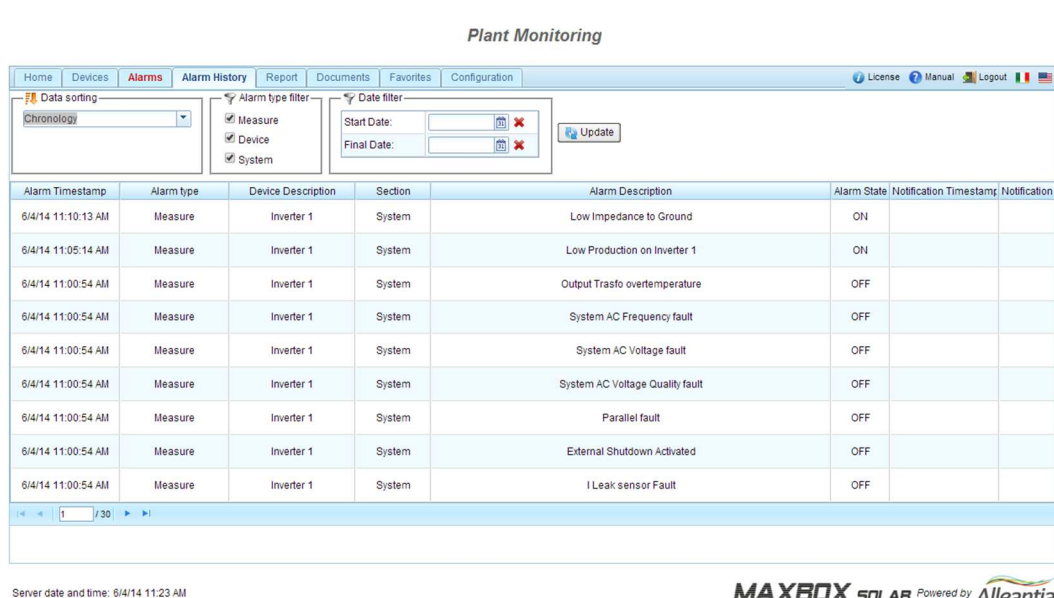 Plant Monitoring
Home Devices Alarms Alarm History Report Documents Favorites Configuration License Manual Logout
Data sorting Alarm type filter Date filter
Chronology Measure Start Date:
Device Final Date: Update
System
Alarm Timestamp Alarm type Device Description Section Alarm Description Alarm State Notification Timestamp Notification
6/4/14 11:10:13 AM Measure Inverter 1 System Low Impedance to Ground ON
6/4/14 11:05:14 AM Measure Inverter 1 System Low Production on Inverter 1 ON
6/4/14 11:00:54 AM Measure Inverter 1 System Output Trasfo overtemperature OFF
6/4/14 11:00:54 AM Measure Inverter 1 System System AC Frequency fault OFF
6/4/14 11:00:54 AM Measure Inverter 1 System System AC Voltage fault OFF
6/4/14 11:00:54 AM Measure Inverter 1 System System AC Voltage Quality fault OFF
6/4/14 11:00:54 AM Measure Inverter 1 System Parallel fault OFF
6/4/14 11:00:54 AM Measure Inverter 1 System External Shutdown Activated OFF
6/4/14 11:00:54 AM Measure Inverter 1 System I Leak sensor Fault OFF
1 / 30
Server date and time: 6/4/14 11:23 AM MAXBOX SOLAR Powered by Alleantia